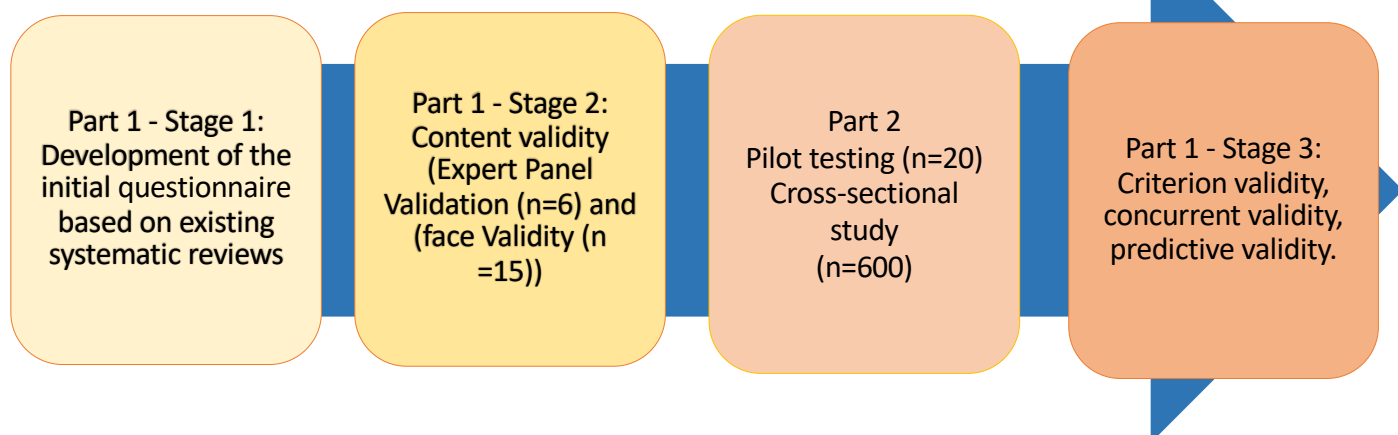 Part 1 - Stage 1:
Development of the
initial questionnaire
based on existing
systematic reviews
Part 1 - Stage 2:
Content validity
(Expert Panel
Validation (n=6) and
(face Validity (n
=15))
Part 2
Pilot testing (n=20)
Cross-sectional
study
(n=600)
Part 1 - Stage 3:
Criterion validity,
concurrent validity,
predictive validity.